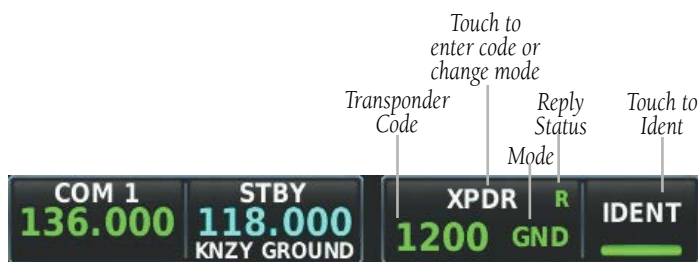 Touch to
enter code or
change mode
Transponder
Code
Reply
Status
Touch to
Ident
Mode
COM 1
136.000
STBY
118.000
KNZY GROUND
XPDR
R
1200
GND
IDENT